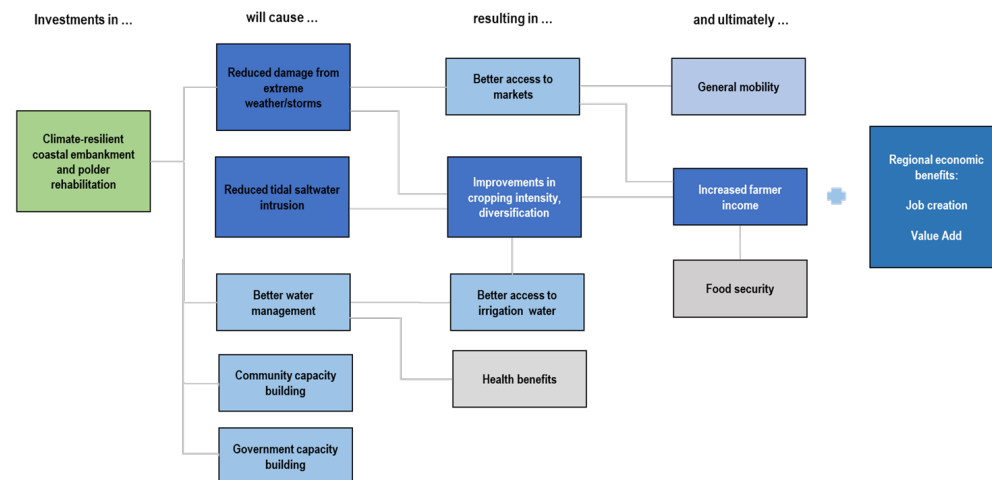 Investments in ...
will cause ...
resulting in ...
and ultimately ...
Climate-resilient
coastal embankment
and polder
rehabilitation
Reduced damage from
extreme
weather/storms
Reduced tidal saltwater
intrusion
Better water
management
Community capacity
building
Government capacity
building
Better access to
markets
Improvements in
cropping intensity,
diversification
Better access to
irrigation water
Health benefits
General mobility
Increased farmer
income
Food security
Regional economic
benefits:
Job creation
Value Add